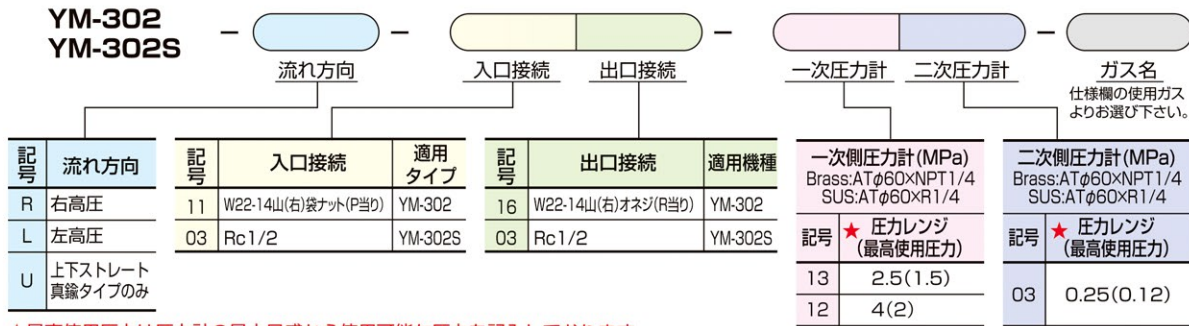 YM-302
YM-302S
流れ方向
入口接続
出口接続
一次圧力計
二次圧力計
ガス名
仕様欄の使用ガス
よりお選び下さい。
記号 流れ方向
R 右高圧
L 左高圧
U 上下ストレート
真鍮タイプのみ
記号 入口接続 適用タイプ
11 W22-14山(右)袋ナット(P当り) YM-302
03 Rc1/2 YM-302S
記号 出口接続 適用機種
16 W22-14山(右)オネジ(R当り) YM-302
03 Rc1/2 YM-302S
一次側圧力計(MPa)
Brass:ATφ60×NPT1/4
SUS:ATφ60×R1/4
記号 ★ 圧力レンジ
(最高使用圧力)
13 2.5(1.5)
12 4(2)
二次側圧力計(MPa)
Brass:ATφ60×NPT1/4
SUS:ATφ60×R1/4
記号 ★ 圧力レンジ
(最高使用圧力)
03 0.25(0.12)